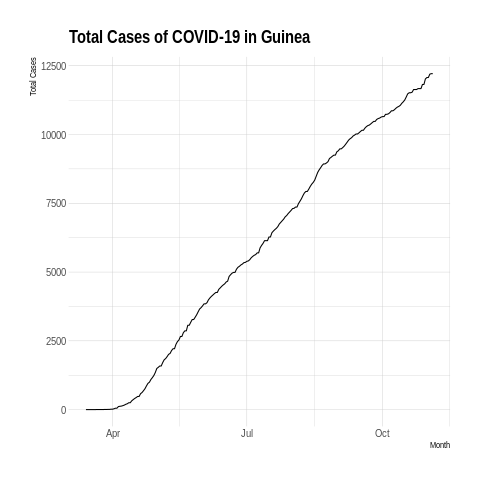 Total Cases of COVID-19 in Guinea
Total Cases
12500
10000
7500
5000
2500
0
Apr
Jul
Oct
Month